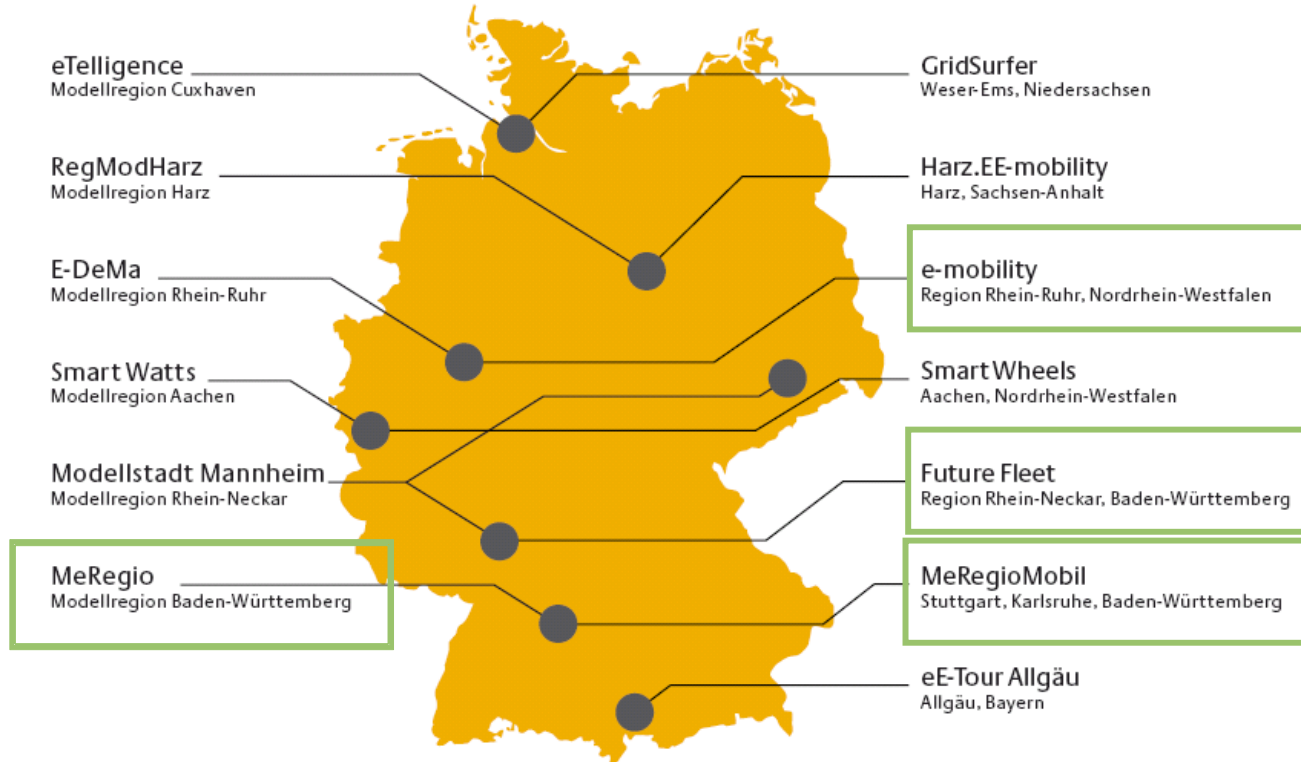 eTelligence
Modellregion Cuxhaven
GridSurfer
Weser-Ems, Niedersachsen
RegModHarz
Modellregion Harz
Harz.EE-mobility
Harz, Sachsen-Anhalt
E-DeMa
Modellregion Rhein-Ruhr
e-mobility
Region Rhein-Ruhr, Nordrhein-Westfalen
Smart Watts
Modellregion Aachen
Smart Wheels
Aachen, Nordrhein-Westfalen
Modellstadt Mannheim
Modellregion Rhein-Neckar
Future Fleet
Region Rhein-Neckar, Baden-Württemberg
MeRegio
Modellregion Baden-Württemberg
MeRegioMobil
Stuttgart, Karlsruhe, Baden-Württemberg
eE-Tour Allgäu
Allgäu, Bayern